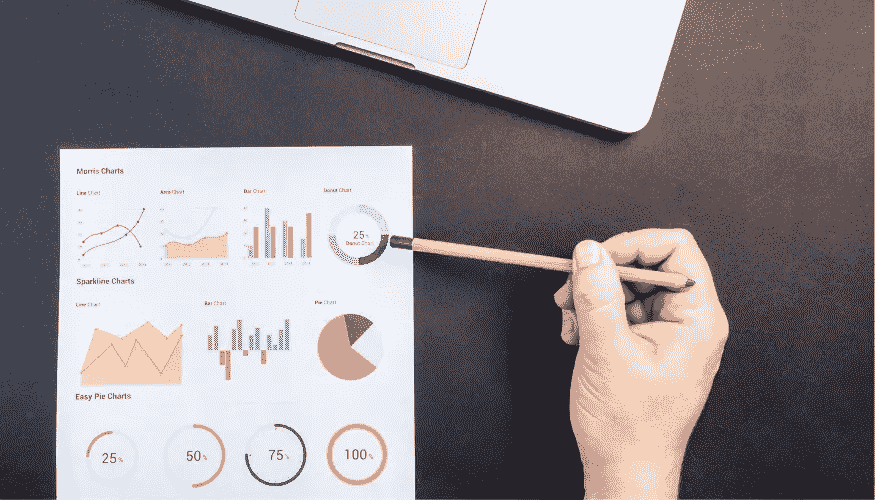 Morris Charts
Line Chart
Area Chart
Bar Chart
Donut Chart
25%
Donut Chart
Sparkline Charts
Line Chart
Bar Chart
Pie Chart
Easy Pie Charts
25%
50%
75%
100%